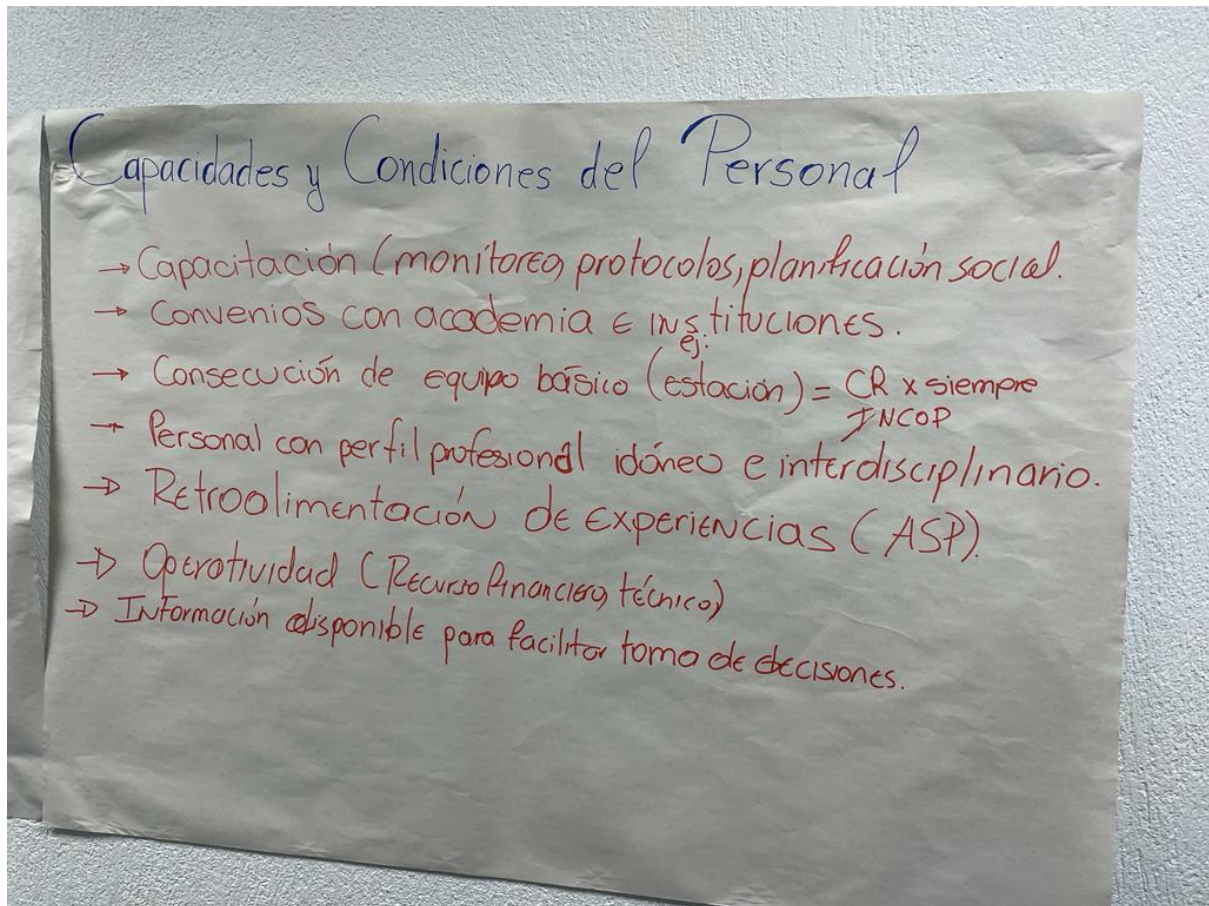 Capacidades y Condiciones del Personal
→ Capacitación (monitoreo, protocolos, planificación social.
→ Convenios con academia e instituciones.
ej:
→ Consecución de equipo básico (estación) = CR x siempre
INCOP
→ Personal con perfil profesional idóneo e interdisciplinario.
→ Retroalimentación de experiencias (ASP).
→ Operatividad (Recurso financiero, técnico)
→ Información disponible para facilitar toma de decisiones.